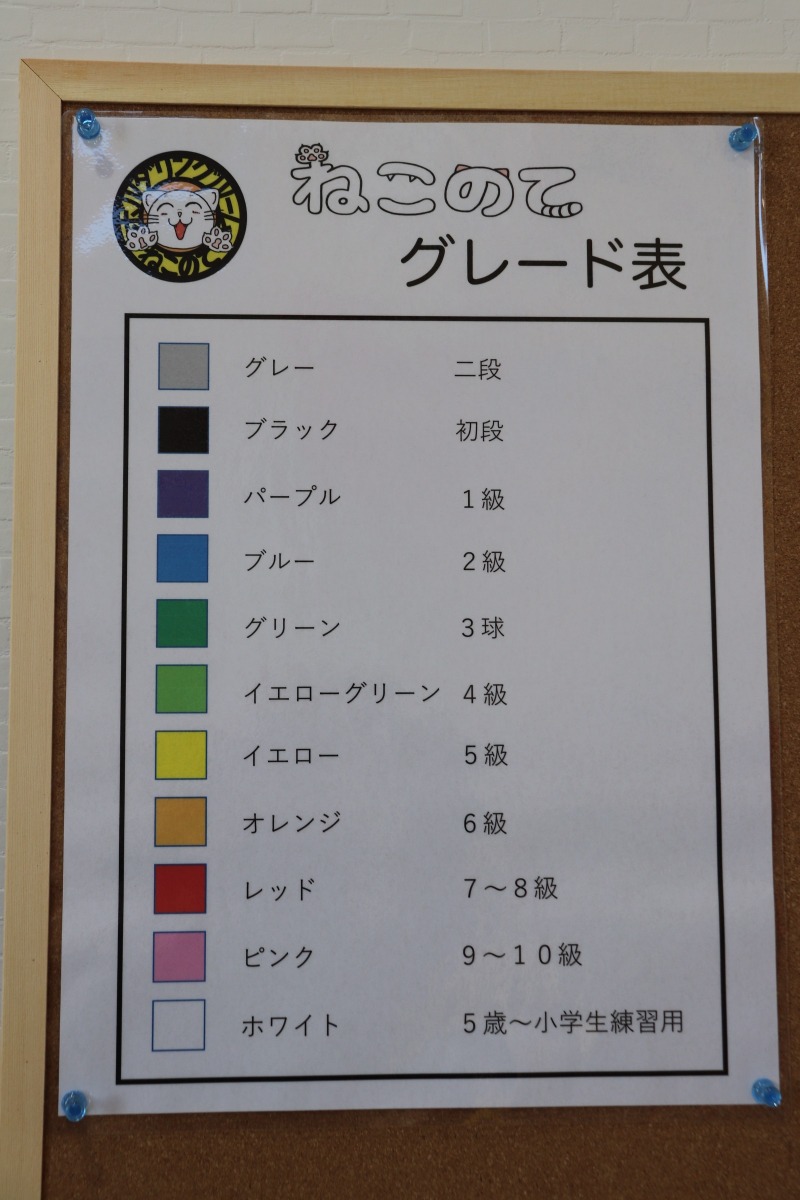 ねこのて
グレード表
ねこのて
グレー 二段
ブラック 初段
パープル 1級
ブルー 2級
グリーン 3球
イエローグリーン 4級
イエロー 5級
オレンジ 6級
レッド 7～8級
ピンク 9～10級
ホワイト 5歳～小学生練習用